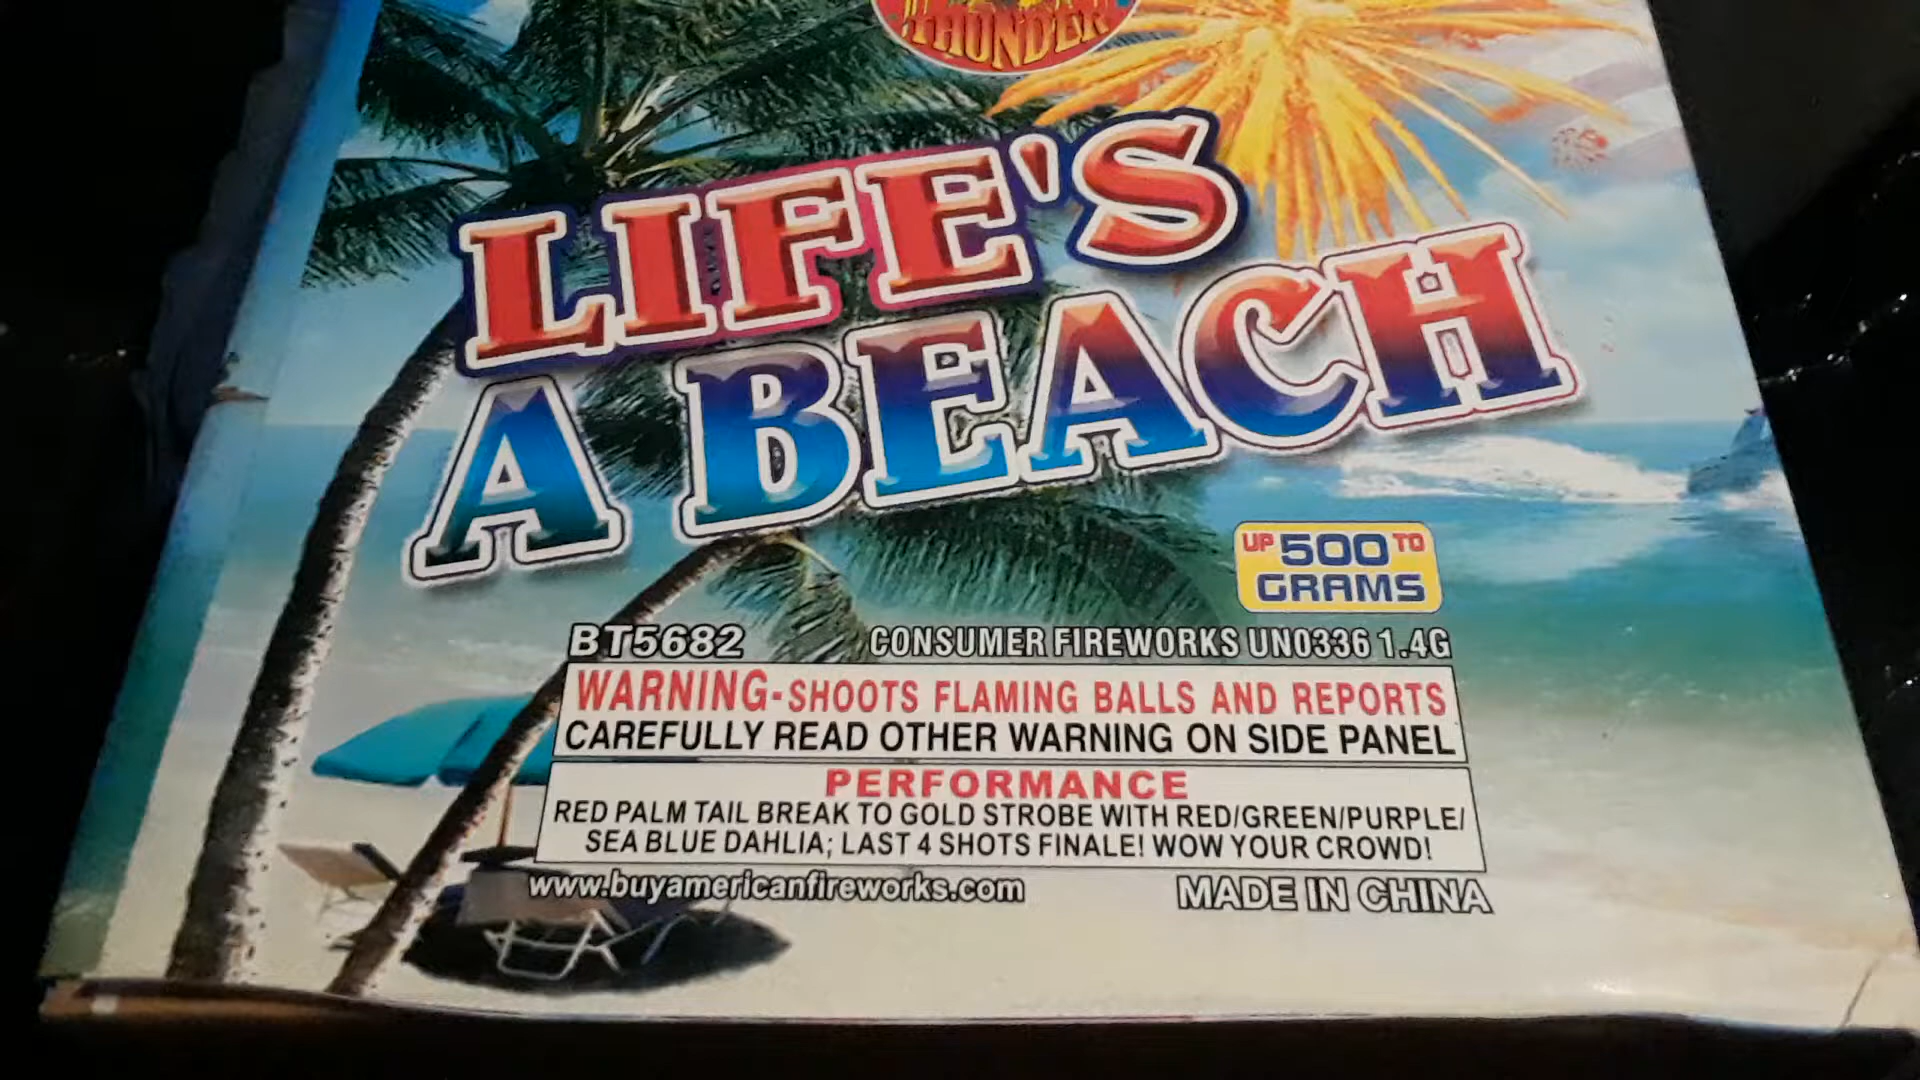 THUNDER
LIFE'S
A BEACH
UP 500 TO
GRAMS
BT5682 CONSUMER FIREWORKS UN0336 1.4G
WARNING-SHOOTS FLAMING BALLS AND REPORTS
CAREFULLY READ OTHER WARNING ON SIDE PANEL
PERFORMANCE
RED PALM TAIL BREAK TO GOLD STROBE WITH RED/GREEN/PURPLE/
SEA BLUE DAHLIA; LAST 4 SHOTS FINALE! WOW YOUR CROWD!
www.buyamericanfireworks.com MADE IN CHINA